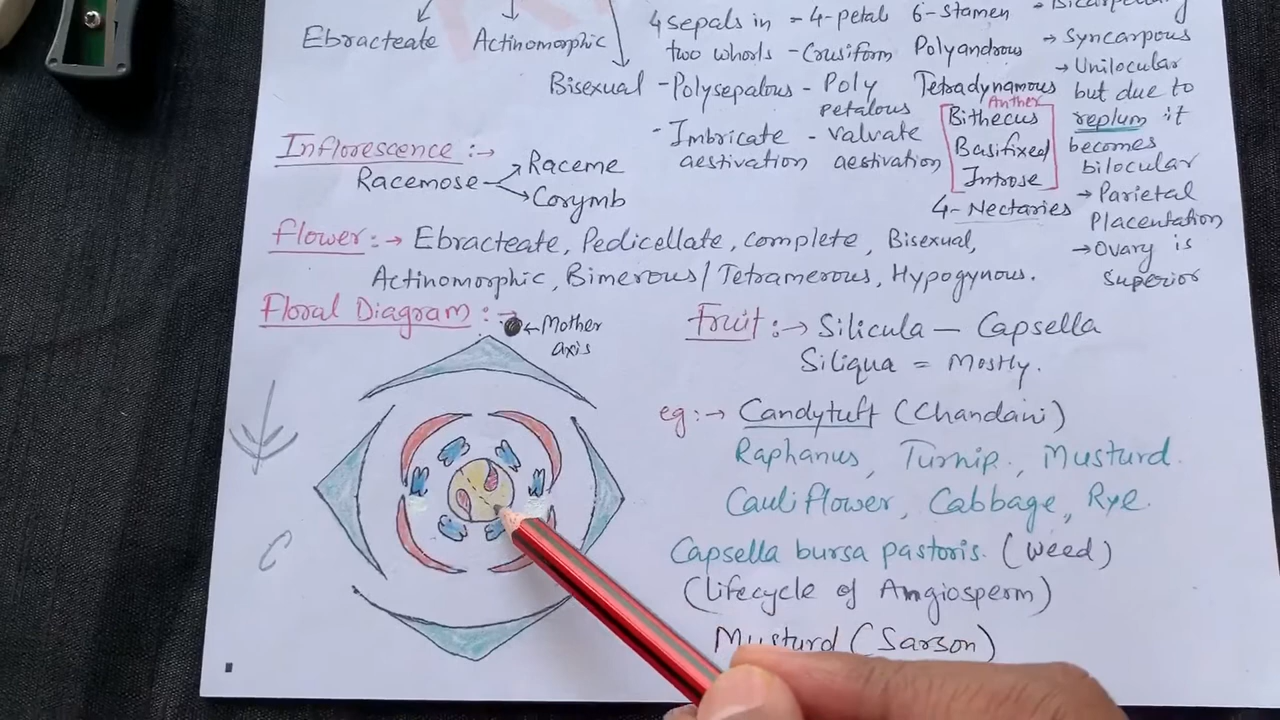 Ebracteate
Actinomorphic
Bisexual
4 sepals in
two whorls
-Polysepalous
- Imbricate
aestivation
= 4-petal
-Crusiform
- Poly
petalous
- valvate
aestivation
6-stamen
Polyandrous
Tetradynamous
Anther
Bithecus
Basifixed
Introse
4-Nectaries
→ Syncarpous
→ Unilocular
but due to
replum it
becomes
bilocular
→ Parietal
Placentation
→ Ovary is
superior
Inflorescence :→
Racemose
Raceme
Corymb
Flower:→ Ebracteate, Pedicellate, complete, Bisexual,
Actinomorphic, Bimerous/Tetramerous, Hypogynous.
Floral Diagram :→
←Mother
axis
Fruit:→ Silicula — Capsella
Siliqua = Mostly.
eg:→ Candytuft (Chandani)
Raphanus, Turnip, Musturd.
Cauliflower, Cabbage, Rye.
Capsella bursa pastoris. (weed)
(Lifecycle of Angiosperm)
Musturd (Sarson)
C